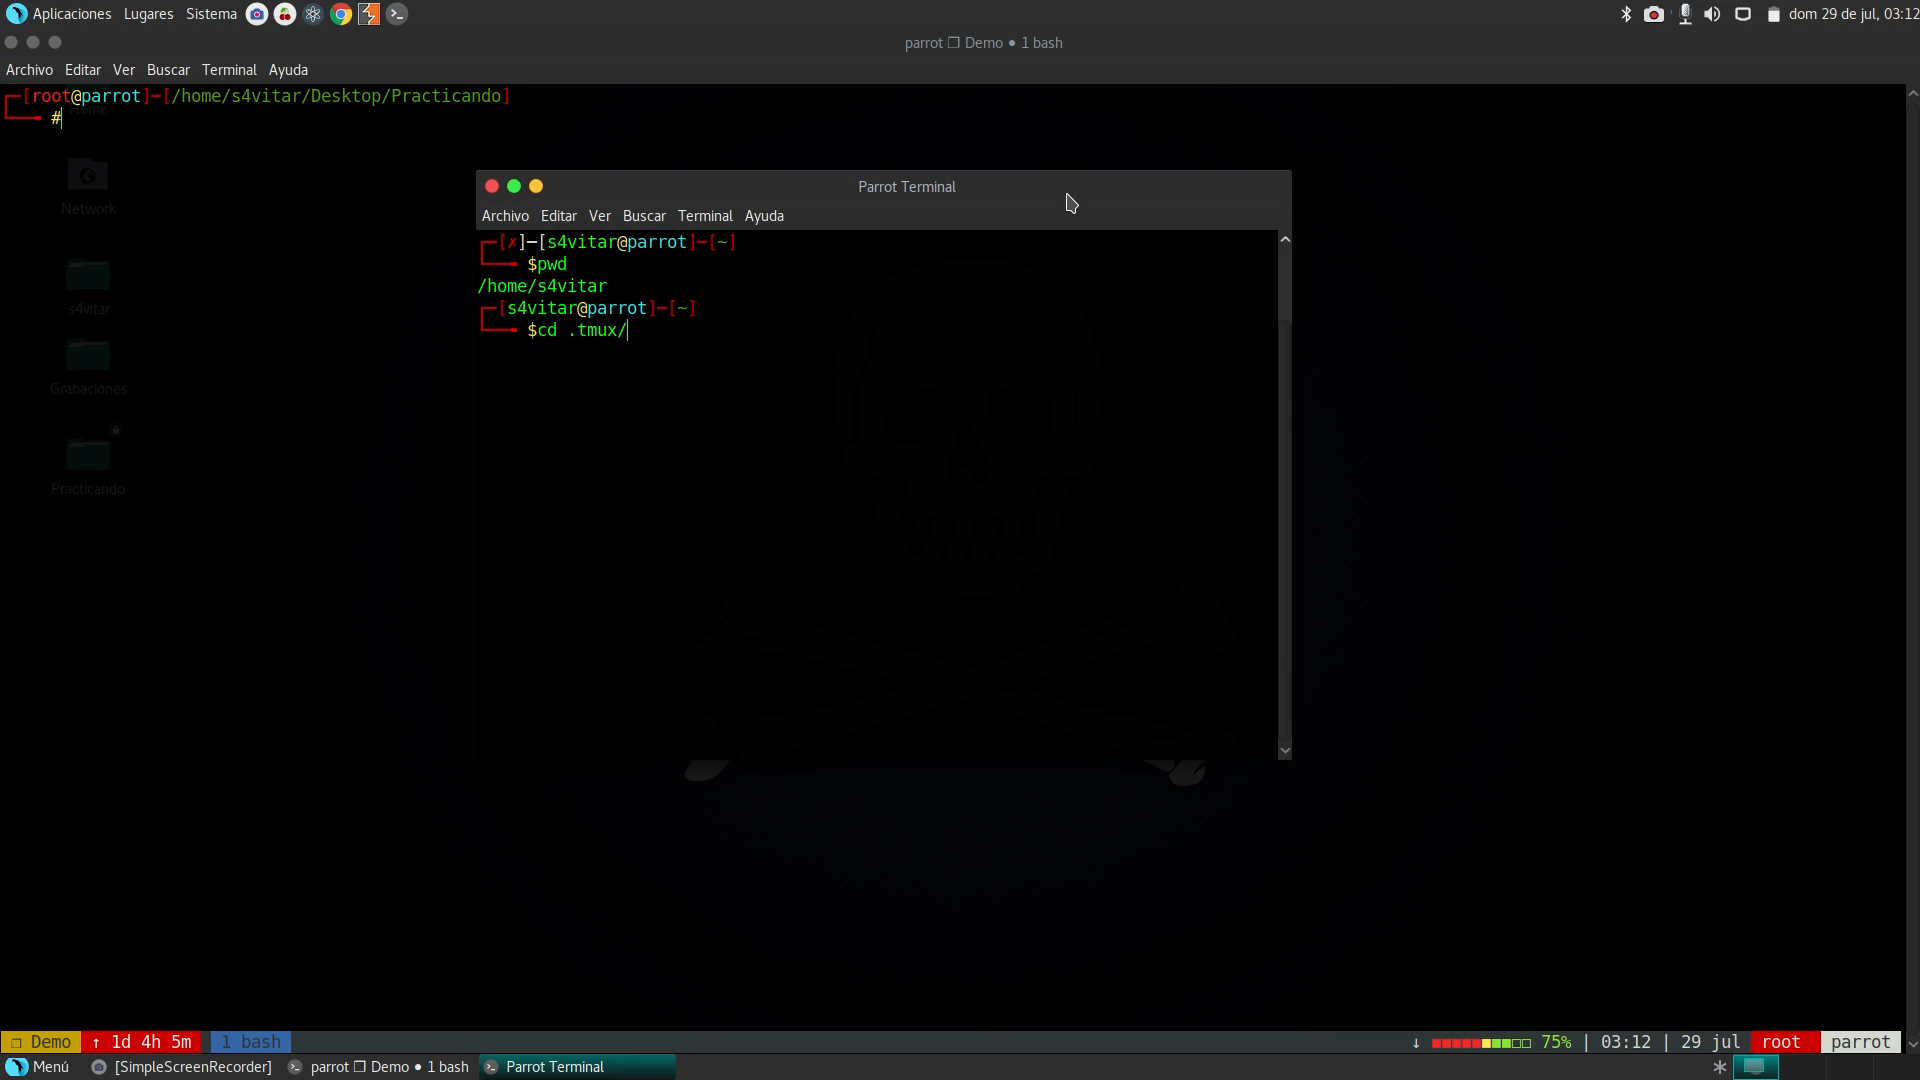 Aplicaciones Lugares Sistema
dom 29 de jul, 03:12
parrot ❐ Demo ● 1 bash
Archivo Editar Ver Buscar Terminal Ayuda
┌─[root@parrot]─[/home/s4vitar/Desktop/Practicando]
└──╼ #
Home
Network
s4vitar
Grabaciones
Practicando
Parrot Terminal
Archivo Editar Ver Buscar Terminal Ayuda
┌─[✗]─[s4vitar@parrot]─[~]
└──╼ $pwd
/home/s4vitar
┌─[s4vitar@parrot]─[~]
└──╼ $cd .tmux/
❐ Demo ↑ 1d 4h 5m 1 bash
↓ 75% | 03:12 | 29 jul root parrot
Menú [SimpleScreenRecorder] parrot ❐ Demo ● 1 bash Parrot Terminal